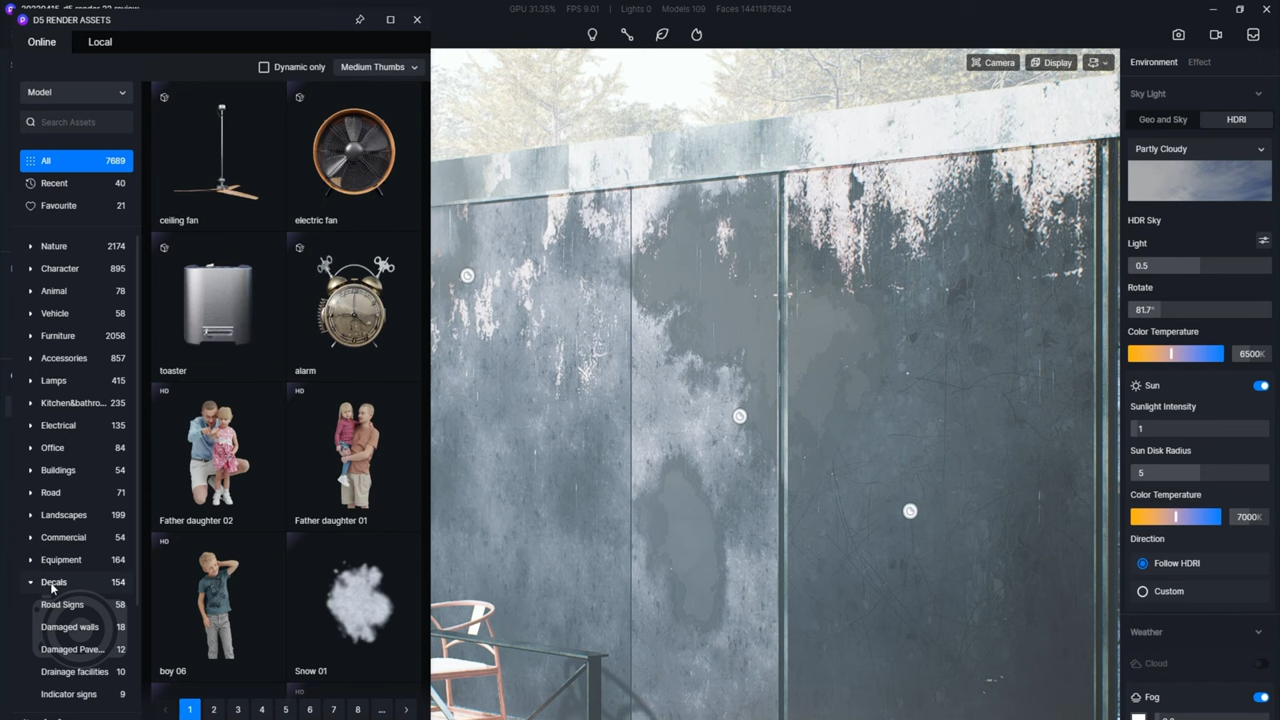 20220415_d5 render 23 review
GPU 31.35% FPS 9.01 | Lights 0 Models 109 Faces 14411876624
D5 RENDER ASSETS
Online Local
Dynamic only Medium Thumbs
Model
Search Assets
All 7689
Recent 40
Favourite 21
Nature 2174
Character 895
Animal 78
Vehicle 58
Furniture 2058
Accessories 857
Lamps 415
Kitchen&bathro... 235
Electrical 135
Office 84
Buildings 54
Road 71
Landscapes 199
Commercial 54
Equipment 164
Decals 154
Road Signs 58
Damaged walls 18
Damaged Pave... 12
Drainage facilities 10
Indicator signs 9
ceiling fan
electric fan
toaster
alarm
HD
HD
Father daughter 02
Father daughter 01
HD
boy 06
Snow 01
HD
1 2 3 4 5 6 7 8 ...
Camera Display
Environment Effect
Sky Light
Geo and Sky HDRI
Partly Cloudy
HDR Sky
Light
0.5
Rotate
81.7°
Color Temperature
6500K
Sun
Sunlight Intensity
1
Sun Disk Radius
5
Color Temperature
7000K
Direction
Follow HDRI
Custom
Weather
Cloud
Fog